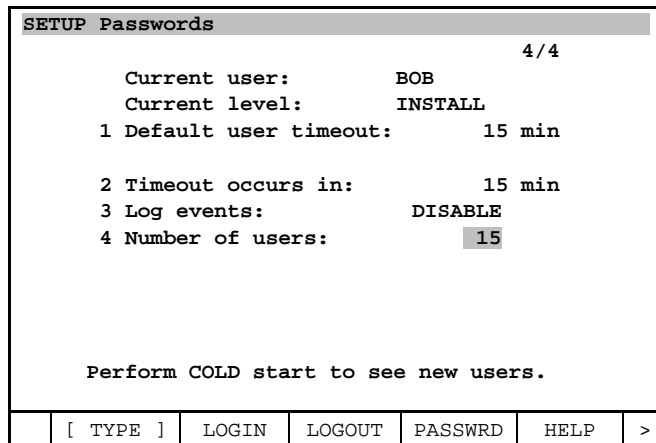 SETUP Passwords
4/4
Current user: BOB
Current level: INSTALL
1 Default user timeout: 15 min
2 Timeout occurs in: 15 min
3 Log events: DISABLE
4 Number of users: 15
Perform COLD start to see new users.
[ TYPE ] LOGIN LOGOUT PASSWRD HELP >